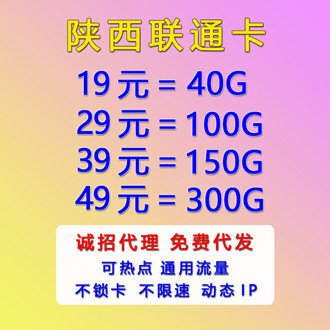 陕西联通卡
19元=40G
29元=100G
39元=150G
49元=300G
诚招代理 免费代发
可热点 通用流量
不锁卡 不限速 动态IP